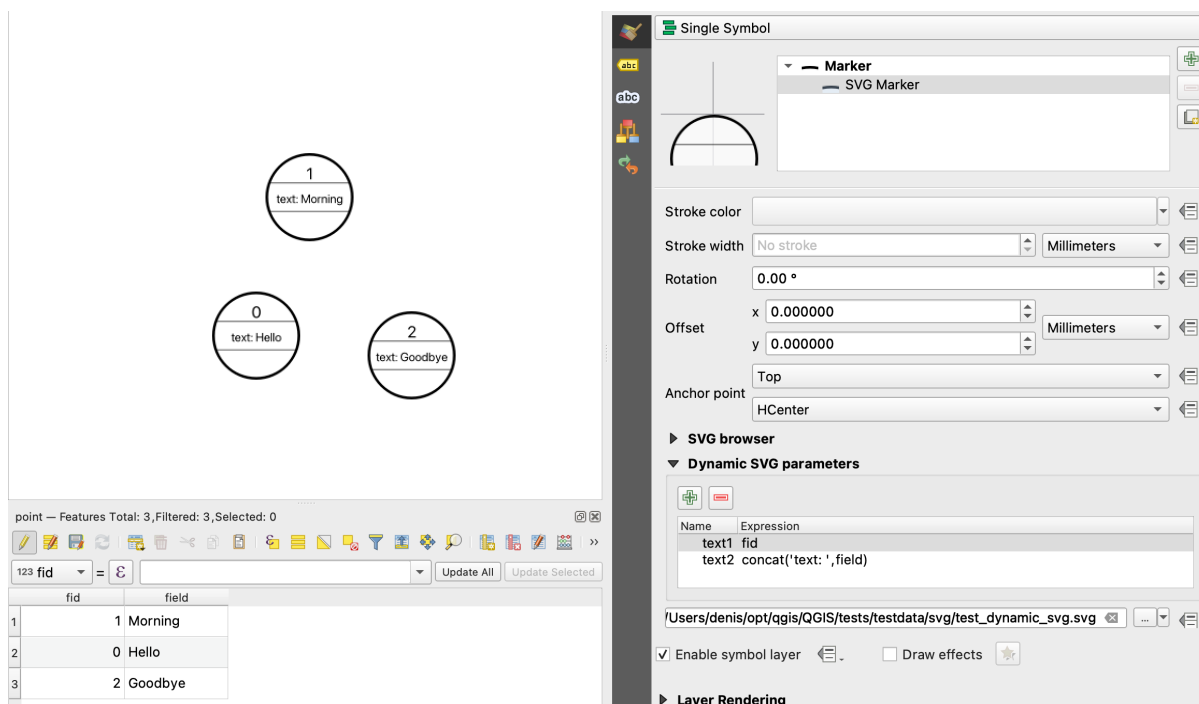 1
text: Morning
0
text: Hello
2
text: Goodbye
point — Features Total: 3, Filtered: 3, Selected: 0
123 fid
=
ε
Update All
Update Selected
fid field
1 1 Morning
2 0 Hello
3 2 Goodbye
abc
abc
Single Symbol
Marker
SVG Marker
Stroke color
Stroke width No stroke Millimeters
Rotation 0.00 °
Offset
x 0.000000
Millimeters
y 0.000000
Anchor point
Top
HCenter
SVG browser
Dynamic SVG parameters
Name Expression
text1 fid
text2 concat('text: ',field)
/Users/denis/opt/qgis/QGIS/tests/testdata/svg/test_dynamic_svg.svg ...
Enable symbol layer Draw effects
Layer Rendering